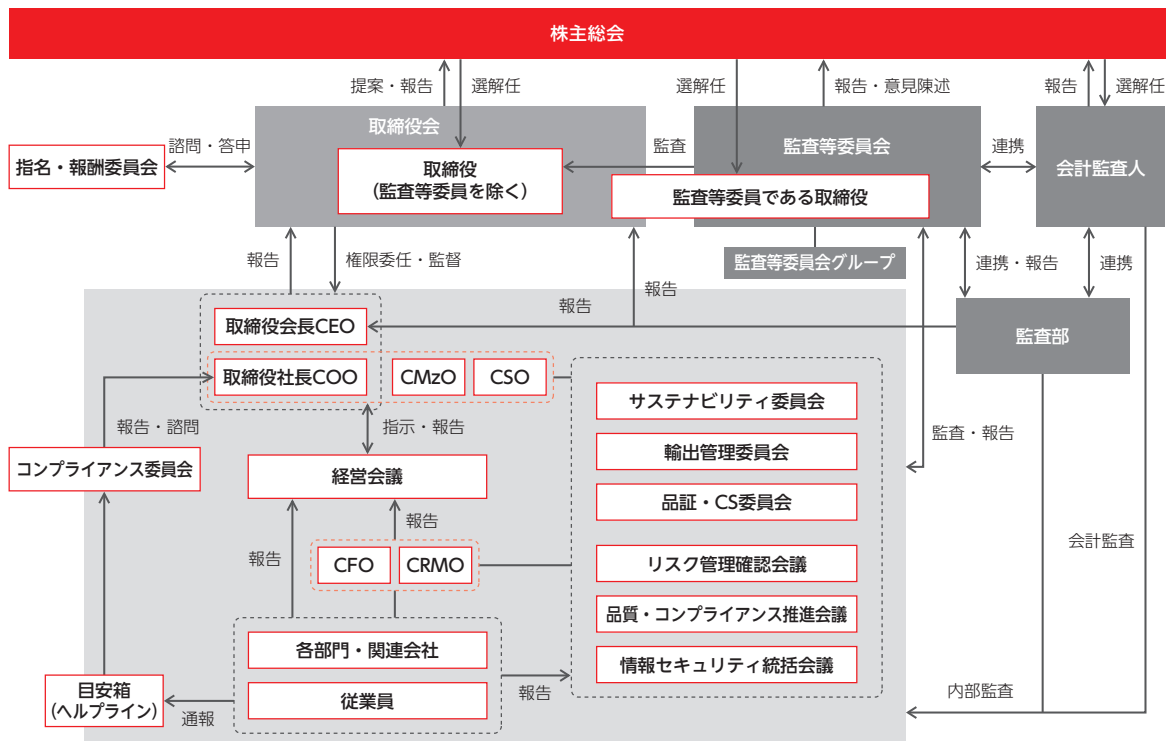 株主総会
提案・報告
選解任
選解任
報告・意見陳述
報告
選解任
取締役会
監査等委員会
会計監査人
諮問・答申
指名・報酬委員会
取締役
(監査等委員を除く)
監査
監査等委員である取締役
連携
監査等委員会グループ
報告
権限委任・監督
報告
連携・報告
連携
報告
監査部
取締役会長CEO
取締役社長COO
CMzO
CSO
サステナビリティ委員会
報告・諮問
指示・報告
監査・報告
輸出管理委員会
コンプライアンス委員会
経営会議
品証・CS委員会
報告
報告
会計監査
CFO
CRMO
リスク管理確認会議
品質・コンプライアンス推進会議
各部門・関連会社
情報セキュリティ統括会議
目安箱
(ヘルプライン)
通報
従業員
報告
内部監査